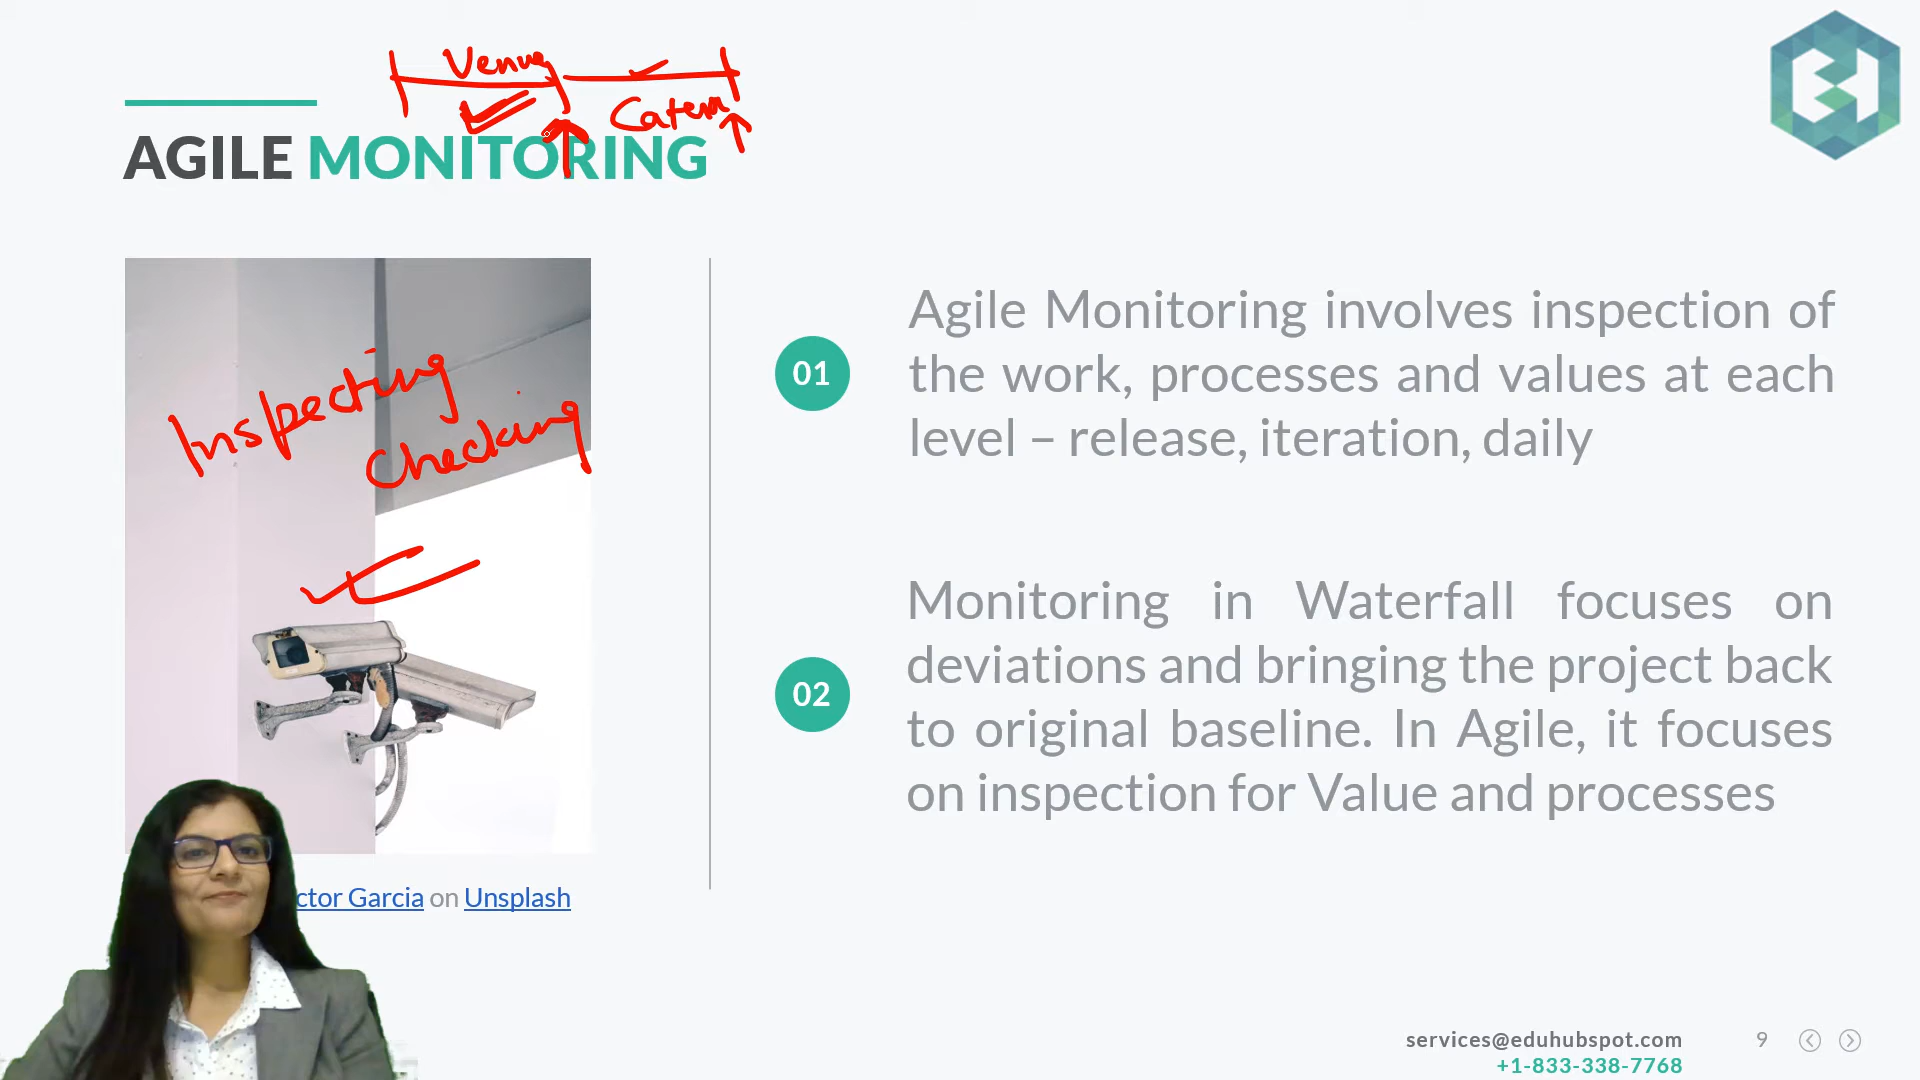 Venue
Catering
AGILE MONITORING
Inspecting
Checking
01
Agile Monitoring involves inspection of
the work, processes and values at each
level – release, iteration, daily
02
Monitoring in Waterfall focuses on
deviations and bringing the project back
to original baseline. In Agile, it focuses
on inspection for Value and processes
ctor Garcia on Unsplash
services@eduhubspot.com
9
+1-833-338-7768